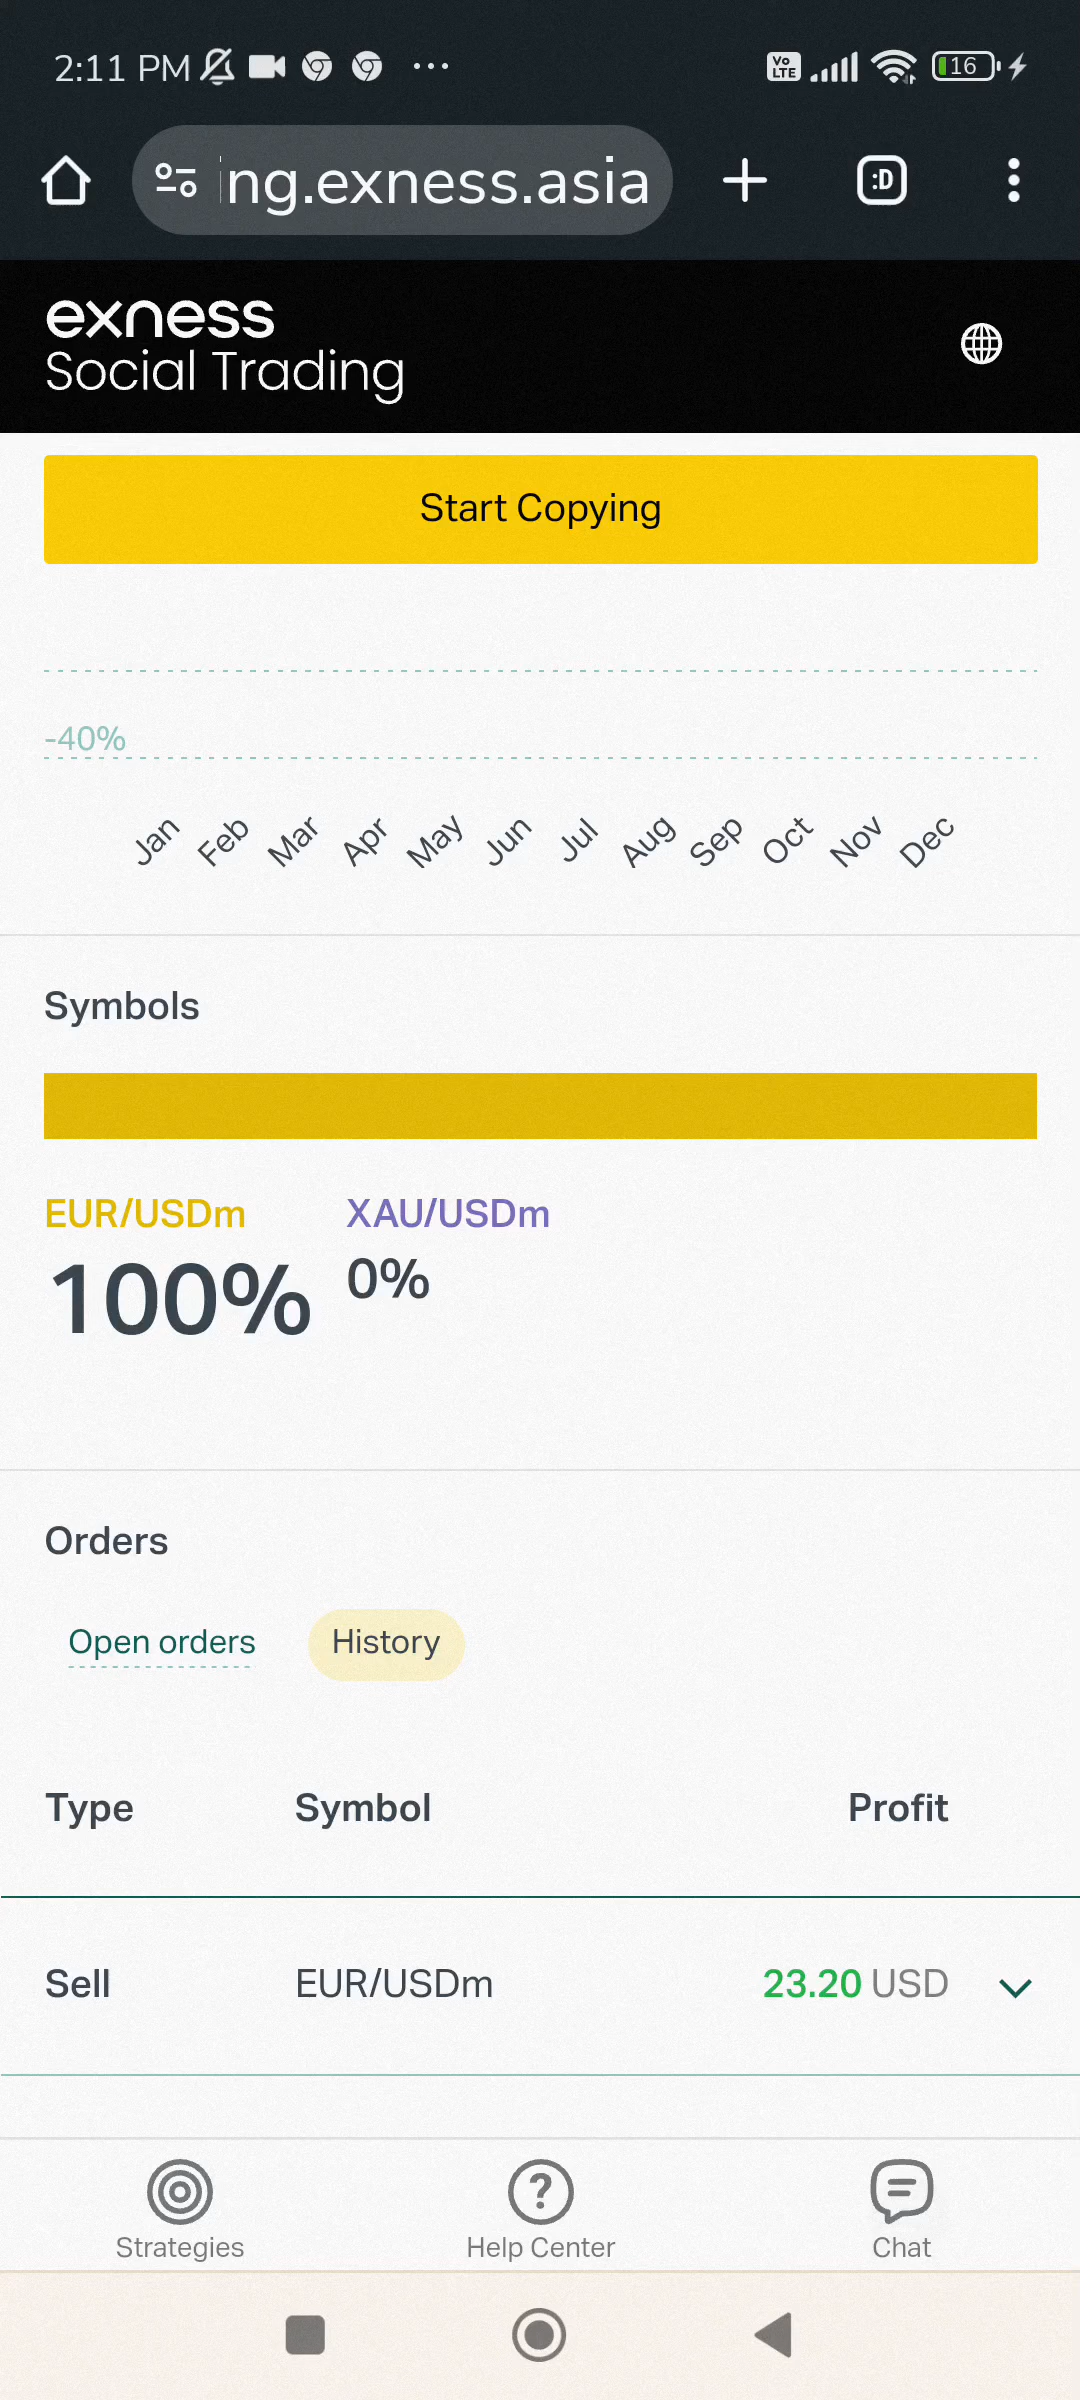 2:11 PM ... Vo LTE 16
ng.exness.asia :D
exness
Social Trading
Start Copying
-40%
Jan Feb Mar Apr May Jun Jul Aug Sep Oct Nov Dec
Symbols
EUR/USDm XAU/USDm
100% 0%
Orders
Open orders History
Type Symbol Profit
Sell EUR/USDm 23.20 USD
Strategies Help Center Chat